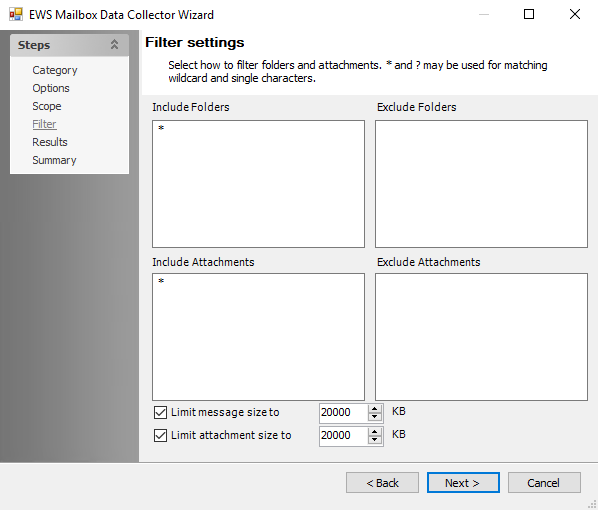 EWS Mailbox Data Collector Wizard
Steps
Category
Options
Scope
Filter
Results
Summary
Filter settings
Select how to filter folders and attachments. * and ? may be used for matching
wildcard and single characters.
Include Folders
Exclude Folders
*
Include Attachments
Exclude Attachments
*
Limit message size to 20000 KB
Limit attachment size to 20000 KB
< Back Next > Cancel